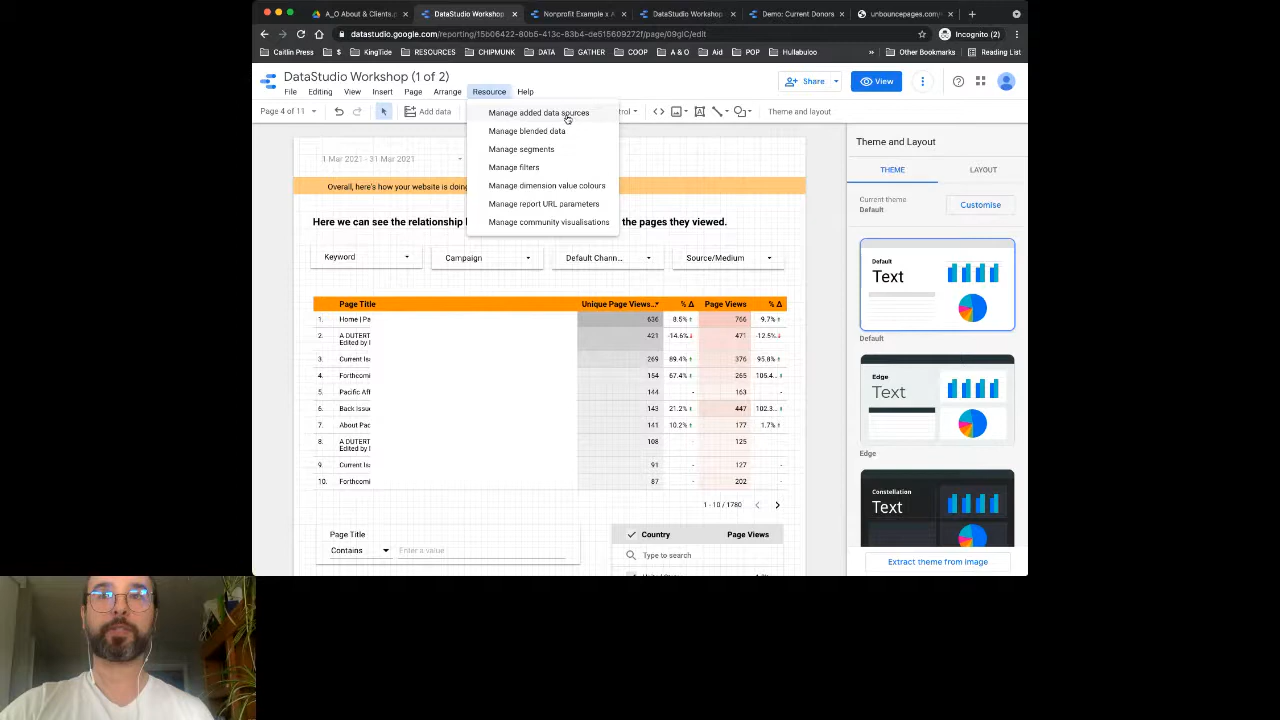 A_O About & Clients.p
DataStudio Workshop
Nonprofit Example x A
DataStudio Workshop
Demo: Current Donors
unbouncepages.com/
datastudio.google.com/reporting/15b06422-80b5-413c-83b4-de515609272f/page/09gIC/edit
Incognito (2)
Caitlin Press
$
KingTide
RESOURCES
CHIPMUNK
DATA
GATHER
COOP
A & O
Aid
POP
Hullabuloo
»
Other Bookmarks
Reading List
DataStudio Workshop (1 of 2)
File
Editing
View
Insert
Page
Arrange
Resource
Help
Share
View
Page 4 of 11
Add data
trol
Theme and layout
Manage added data sources
Manage blended data
Manage segments
Manage filters
Manage dimension value colours
Manage report URL parameters
Manage community visualisations
1 Mar 2021 - 31 Mar 2021
Overall, here's how your website is doing
Here we can see the relationship
the pages they viewed.
Keyword
Campaign
Default Chann...
Source/Medium
Page Title Unique Page Views... % Δ Page Views % Δ
1. Home | Pa 636 8.5% 766 9.7%
2. A DUTERT 421 -14.6% 471 -12.5%
Edited by I
3. Current Iss 269 89.4% 376 95.8%
4. Forthcomi 154 67.4% 265 105.4...
5. Pacific Aff 144 - 163 -
6. Back Issue 143 21.2% 447 102.3...
7. About Pac 141 10.2% 177 1.7%
8. A DUTERT 108 - 125 -
Edited by I
9. Current Iss 91 - 127 -
10. Forthcomi 87 - 202 -
1 - 10 / 1780
Page Title
Contains
Enter a value
Country Page Views
Type to search
Theme and Layout
THEME
LAYOUT
Current theme
Default
Customise
Default
Text
Default
Edge
Text
Edge
Constellation
Text
Extract theme from image